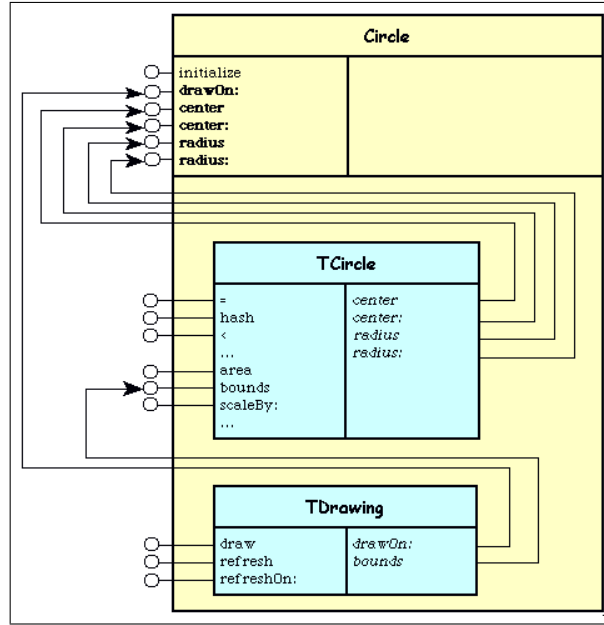 Circle
initialize
drawOn:
center
center:
radius
radius:
TCircle
= center
hash center:
< radius
... radius:
area
bounds
scaleBy:
...
TDrawing
draw drawOn:
refresh bounds
refreshOn: